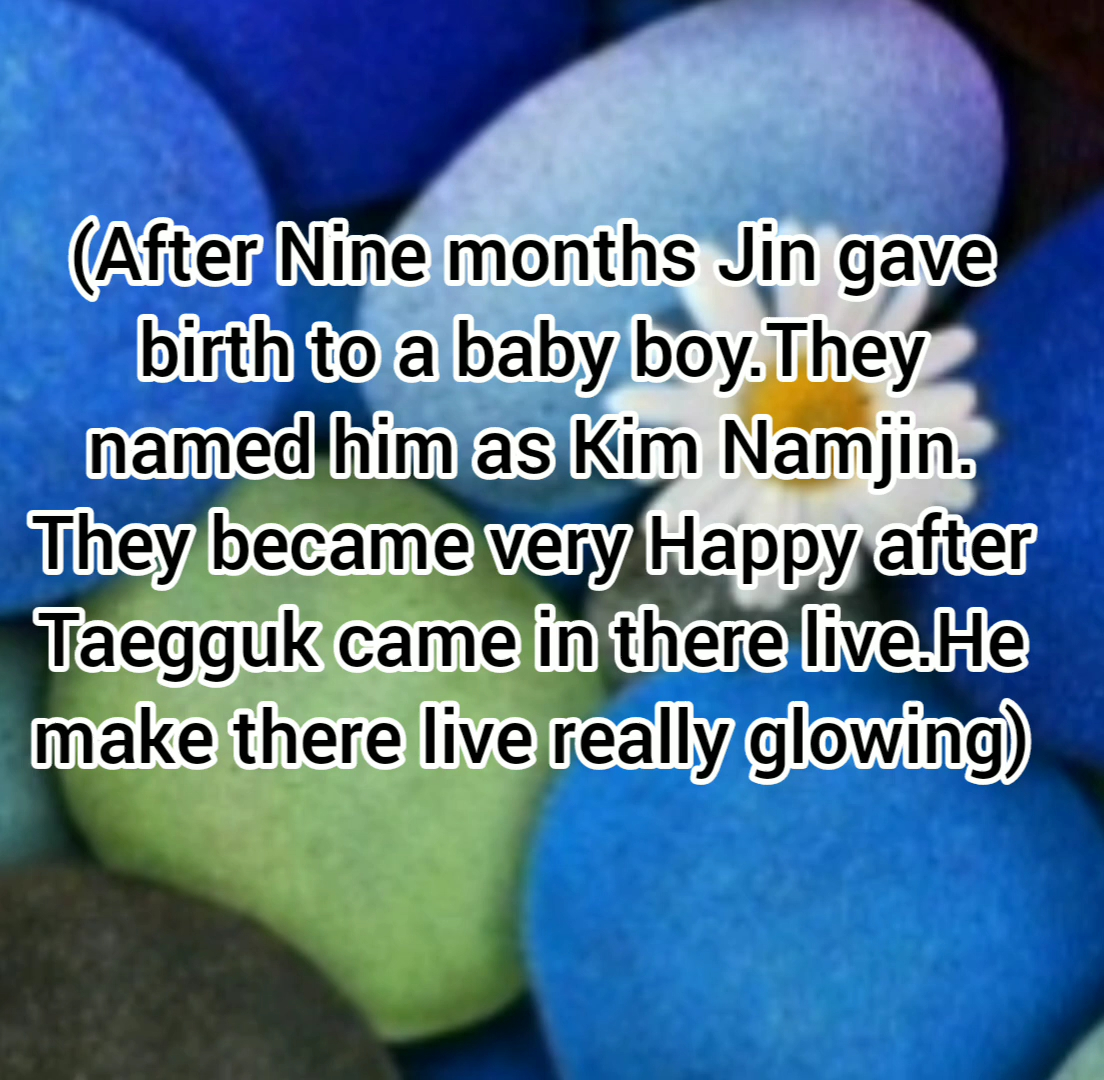 (After Nine months Jin gave
birth to a baby boy.They
named him as Kim Namjin.
They became very Happy after
Taegguk came in there live.He
make there live really glowing)